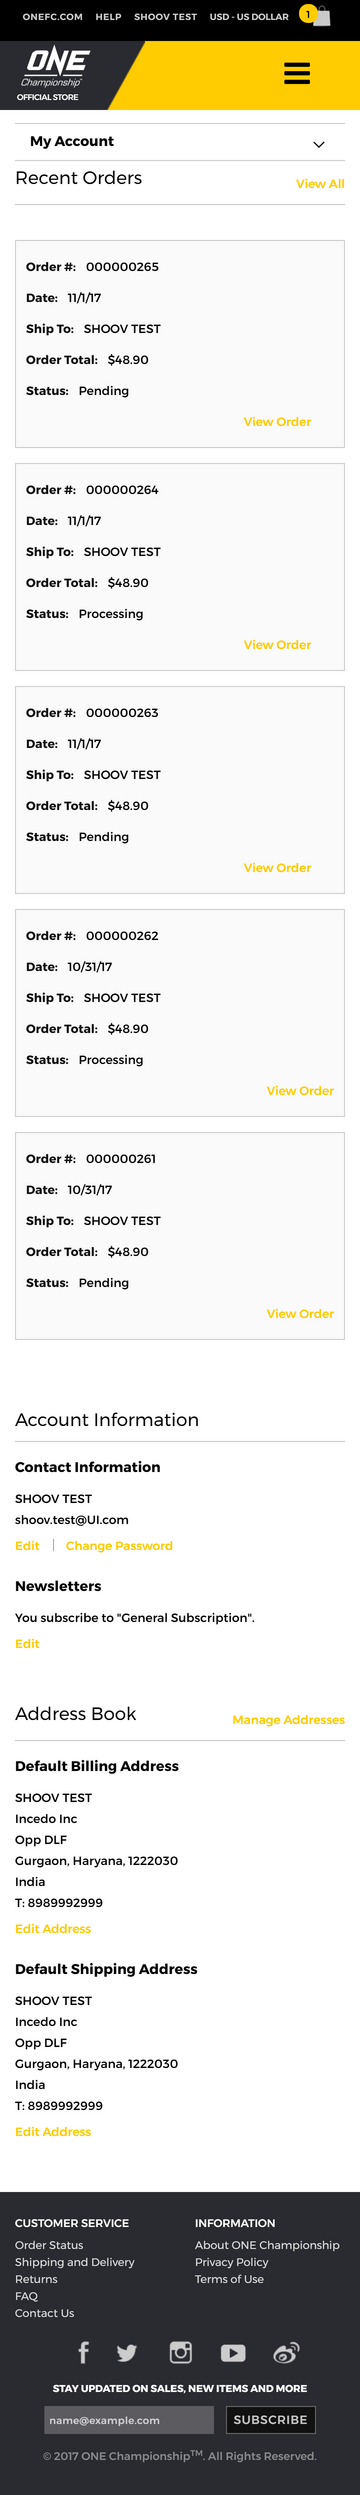 ONEFC.COM HELP SHOOV TEST USD - US DOLLAR 1
ONE
Championship
OFFICIAL STORE
My Account
Recent Orders View All
Order #: 000000265
Date: 11/1/17
Ship To: SHOOV TEST
Order Total: $48.90
Status: Pending
View Order
Order #: 000000264
Date: 11/1/17
Ship To: SHOOV TEST
Order Total: $48.90
Status: Processing
View Order
Order #: 000000263
Date: 11/1/17
Ship To: SHOOV TEST
Order Total: $48.90
Status: Pending
View Order
Order #: 000000262
Date: 10/31/17
Ship To: SHOOV TEST
Order Total: $48.90
Status: Processing
View Order
Order #: 000000261
Date: 10/31/17
Ship To: SHOOV TEST
Order Total: $48.90
Status: Pending
View Order
Account Information
Contact Information
SHOOV TEST
shoov.test@UI.com
Edit | Change Password
Newsletters
You subscribe to "General Subscription".
Edit
Address Book Manage Addresses
Default Billing Address
SHOOV TEST
Incedo Inc
Opp DLF
Gurgaon, Haryana, 1222030
India
T: 8989992999
Edit Address
Default Shipping Address
SHOOV TEST
Incedo Inc
Opp DLF
Gurgaon, Haryana, 1222030
India
T: 8989992999
Edit Address
CUSTOMER SERVICE
Order Status
Shipping and Delivery
Returns
FAQ
Contact Us
INFORMATION
About ONE Championship
Privacy Policy
Terms of Use
STAY UPDATED ON SALES, NEW ITEMS AND MORE
name@example.com SUBSCRIBE
© 2017 ONE Championship™. All Rights Reserved.